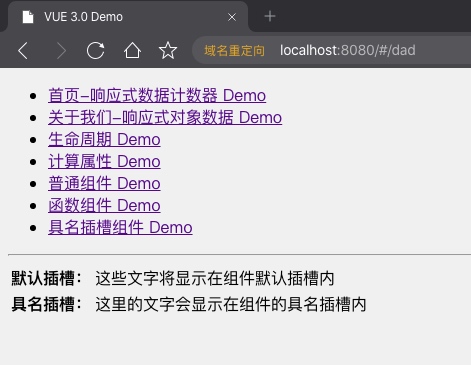 VUE 3.0 Demo
域名重定向 localhost:8080/#/dad
首页-响应式数据计数器 Demo
关于我们-响应式对象数据 Demo
生命周期 Demo
计算属性 Demo
普通组件 Demo
函数组件 Demo
具名插槽组件 Demo
默认插槽： 这些文字将显示在组件默认插槽内
具名插槽： 这里的文字会显示在组件的具名插槽内